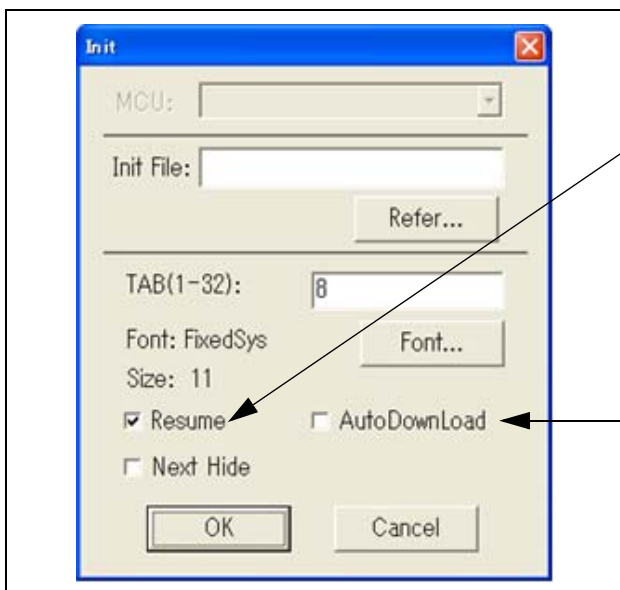 Init
MCU:
Init File:
Refer...
TAB(1-32): 8
Font: FixedSys
Font...
Size: 11
Resume AutoDownLoad
Next Hide
OK Cancel